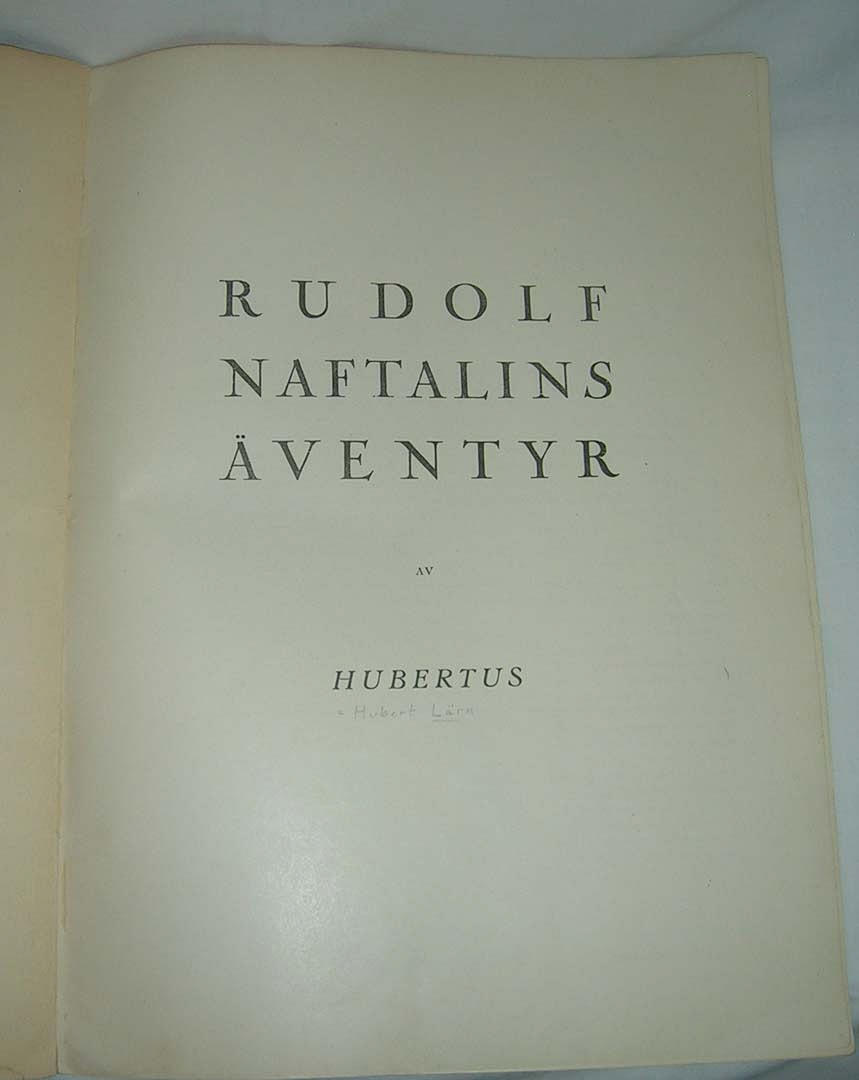 RUDOLF
NAFTALINS
ÄVENTYR
AV
HUBERTUS
= Hubert Lärn